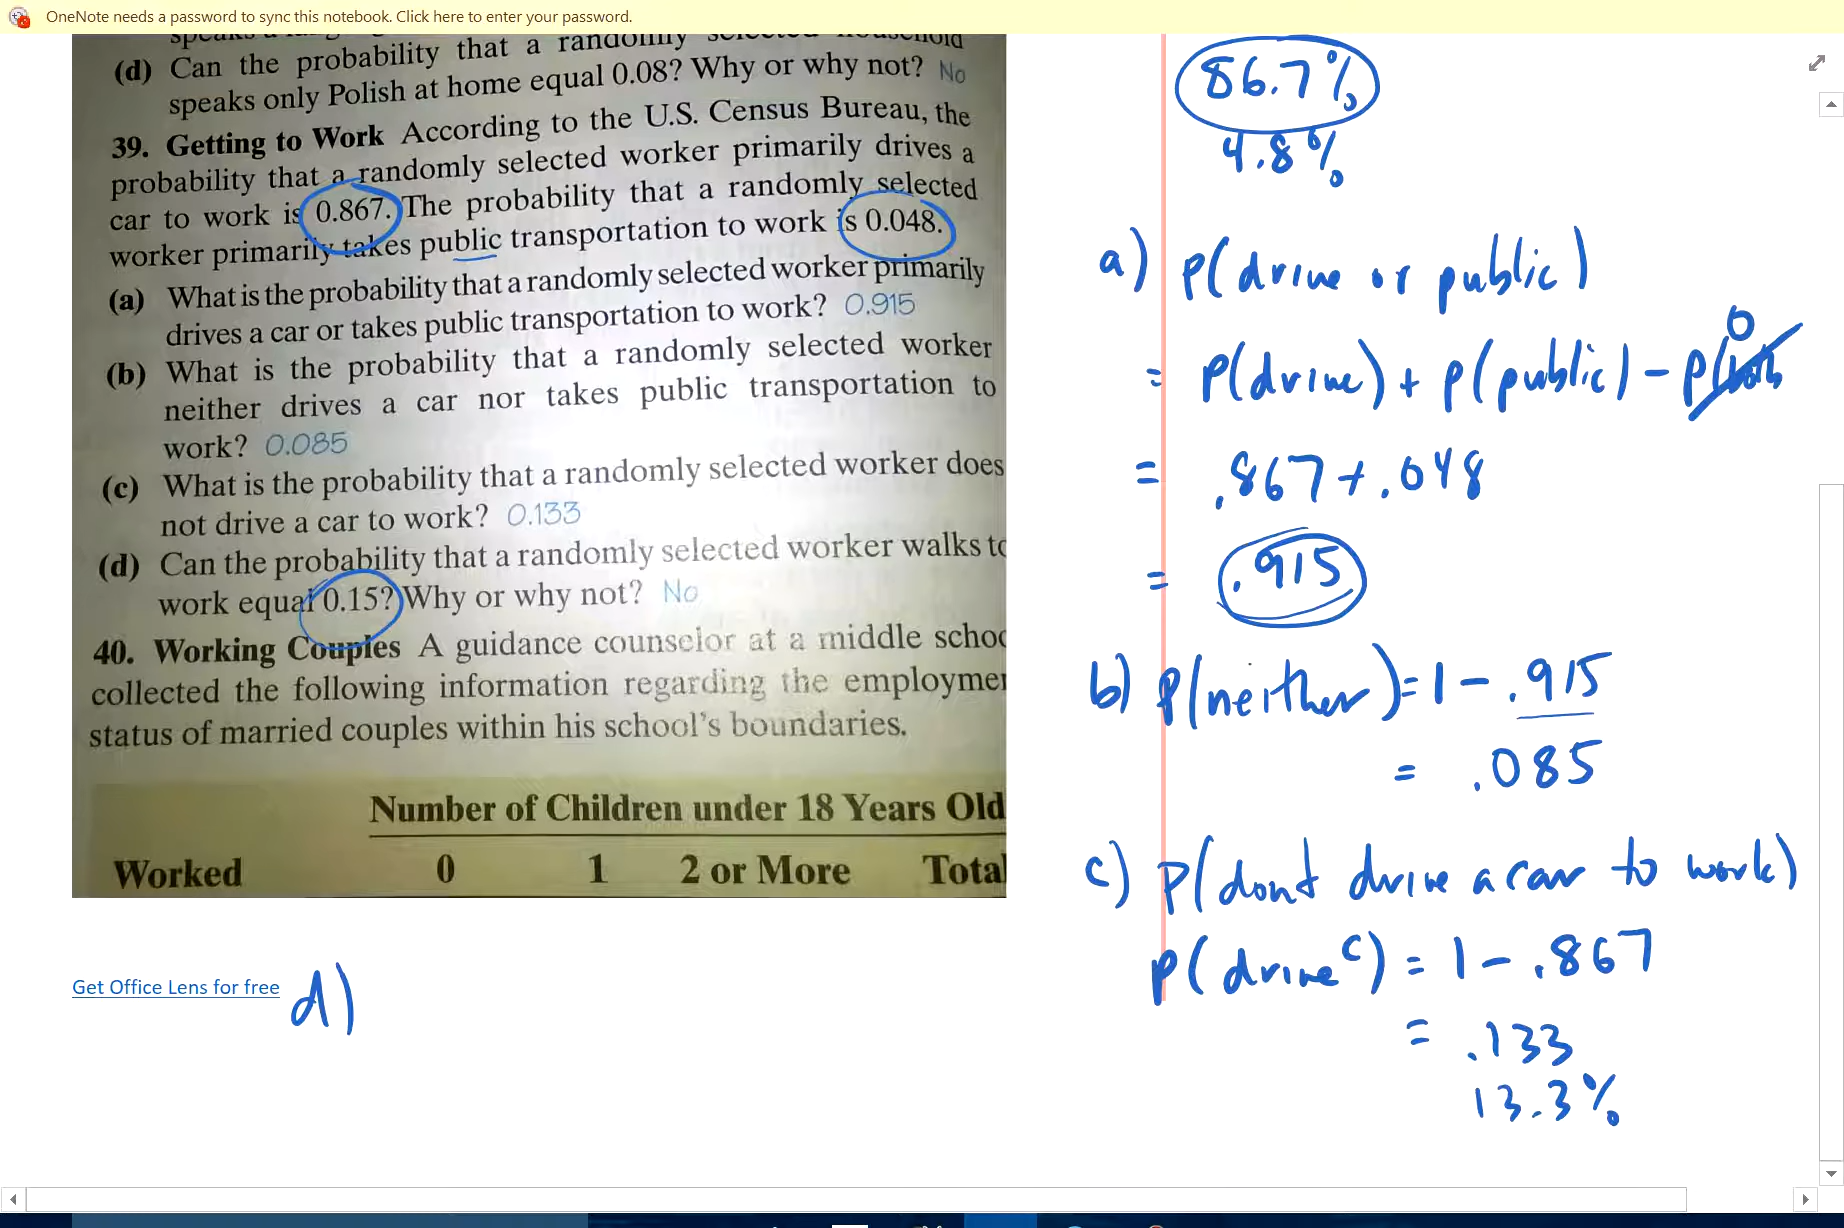 OneNote needs a password to sync this notebook. Click here to enter your password.
(d) Can the probability that a randomly selected household
speaks only Polish at home equal 0.08? Why or why not? No
39. Getting to Work According to the U.S. Census Bureau, the
probability that a randomly selected worker primarily drives a
car to work is 0.867. The probability that a randomly selected
worker primarily takes public transportation to work is 0.048.
(a) What is the probability that a randomly selected worker primarily
drives a car or takes public transportation to work? 0.915
(b) What is the probability that a randomly selected worker
neither drives a car nor takes public transportation to
work? 0.085
(c) What is the probability that a randomly selected worker does
not drive a car to work? 0.133
(d) Can the probability that a randomly selected worker walks to
work equal 0.15? Why or why not? No
40. Working Couples A guidance counselor at a middle schoo
collected the following information regarding the employmen
status of married couples within his school's boundaries.
Number of Children under 18 Years Old
Worked 0 1 2 or More Total
Get Office Lens for free
d)
86.7%
4.8%
a) P(drive or public)
= P(drive) + P(public) - P(both
0
= .867 + .048
= .915
b) P(neither) = 1 - .915
= .085
c) P(dont drive a car to work)
P(drive c) = 1 - .867
= .133
13.3%